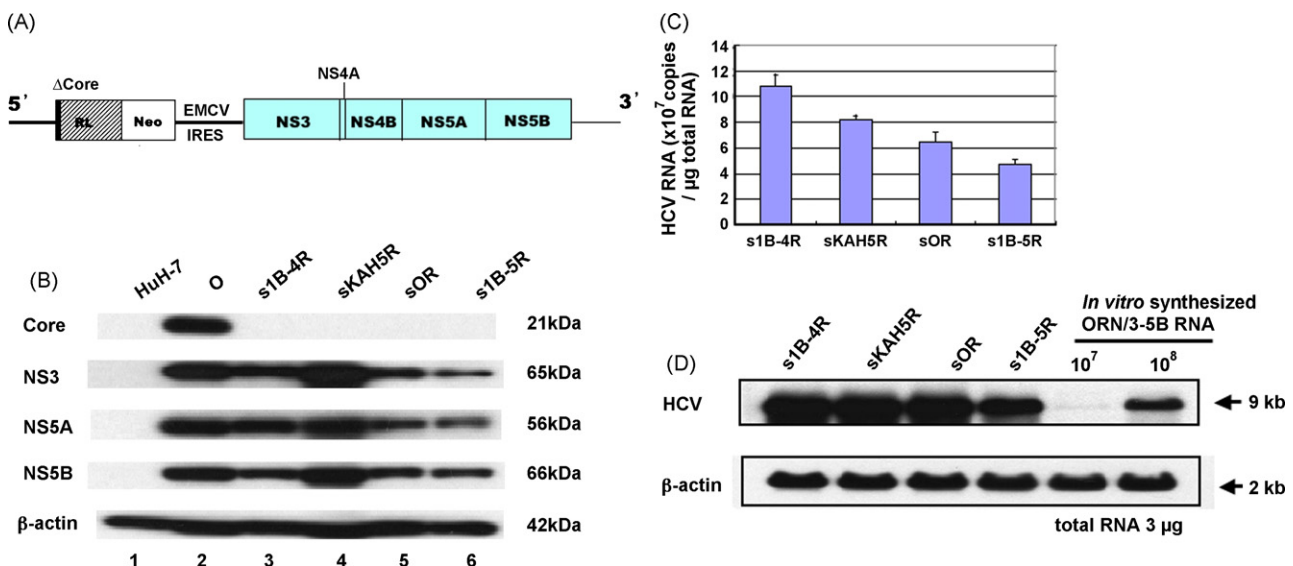 (A)
ΔCore
NS4A
5' 3'
RL Neo EMCV IRES NS3 NS4B NS5A NS5B
(B)
HuH-7 O s1B-4R sKAH5R sOR s1B-5R
Core 21kDa
NS3 65kDa
NS5A 56kDa
NS5B 66kDa
β-actin 42kDa
1 2 3 4 5 6
(C)
HCV RNA (x10⁷copies / μg total RNA)
14
12
10
8
6
4
2
0
s1B-4R sKAH5R sOR s1B-5R
(D)
s1B-4R sKAH5R sOR s1B-5R
In vitro synthesized
ORN/3-5B RNA
10⁷ 10⁸
HCV 9 kb
β-actin 2 kb
total RNA 3 μg